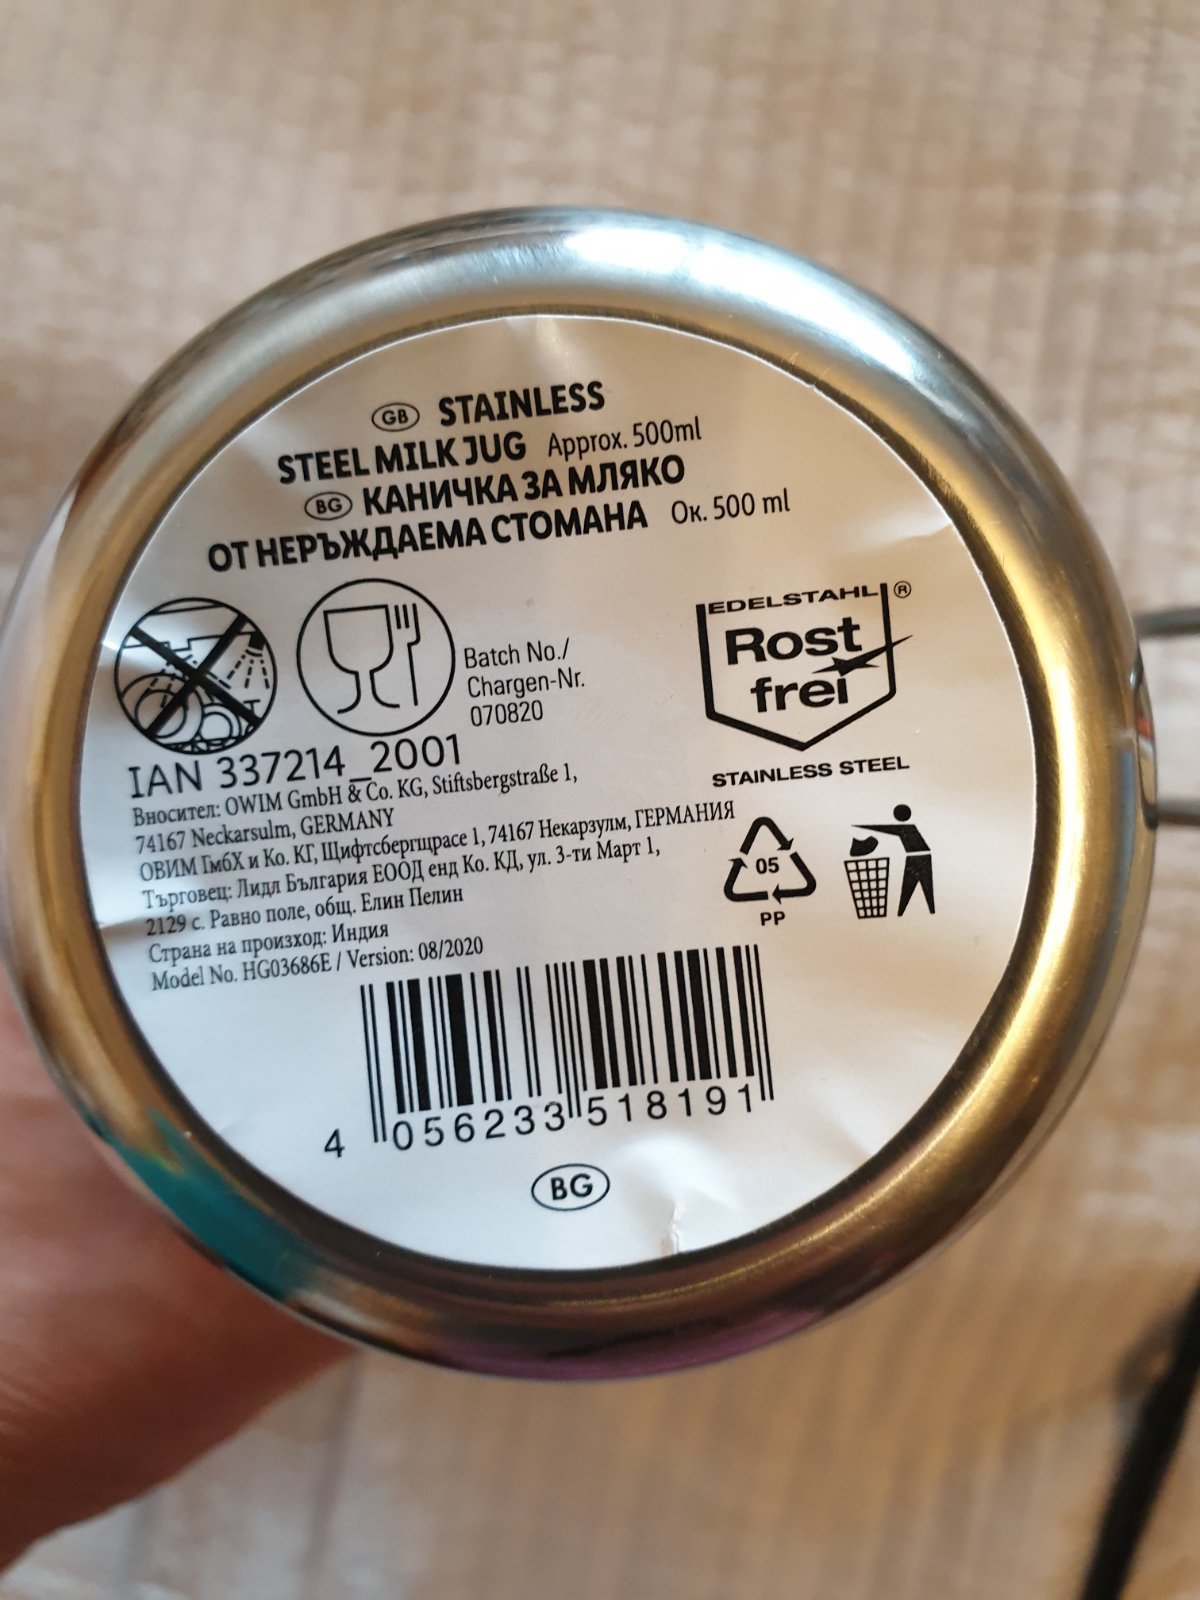 GB STAINLESS
STEEL MILK JUG Approx. 500ml
BG КАНИЧКА ЗА МЛЯКО
ОТ НЕРЪЖДАЕМА СТОМАНА Ок. 500 ml
Batch No./
Chargen-Nr.
070820
EDELSTAHL®
Rost
frei
STAINLESS STEEL
IAN 337214_2001
Вносител: OWIM GmbH & Co. KG, Stiftsbergstraße 1,
74167 Neckarsulm, GERMANY
ОВИМ ГмбХ и Ко. КГ, Щифтсбергщрасе 1, 74167 Некарзулм, ГЕРМАНИЯ
Търговец: Лидл България ЕООД енд Ко. КД, ул. 3-ти Март 1,
2129 с. Равно поле, общ. Елин Пелин
Страна на произход: Индия
Model No. HG03686E / Version: 08/2020
05
PP
4 056233 518191
BG